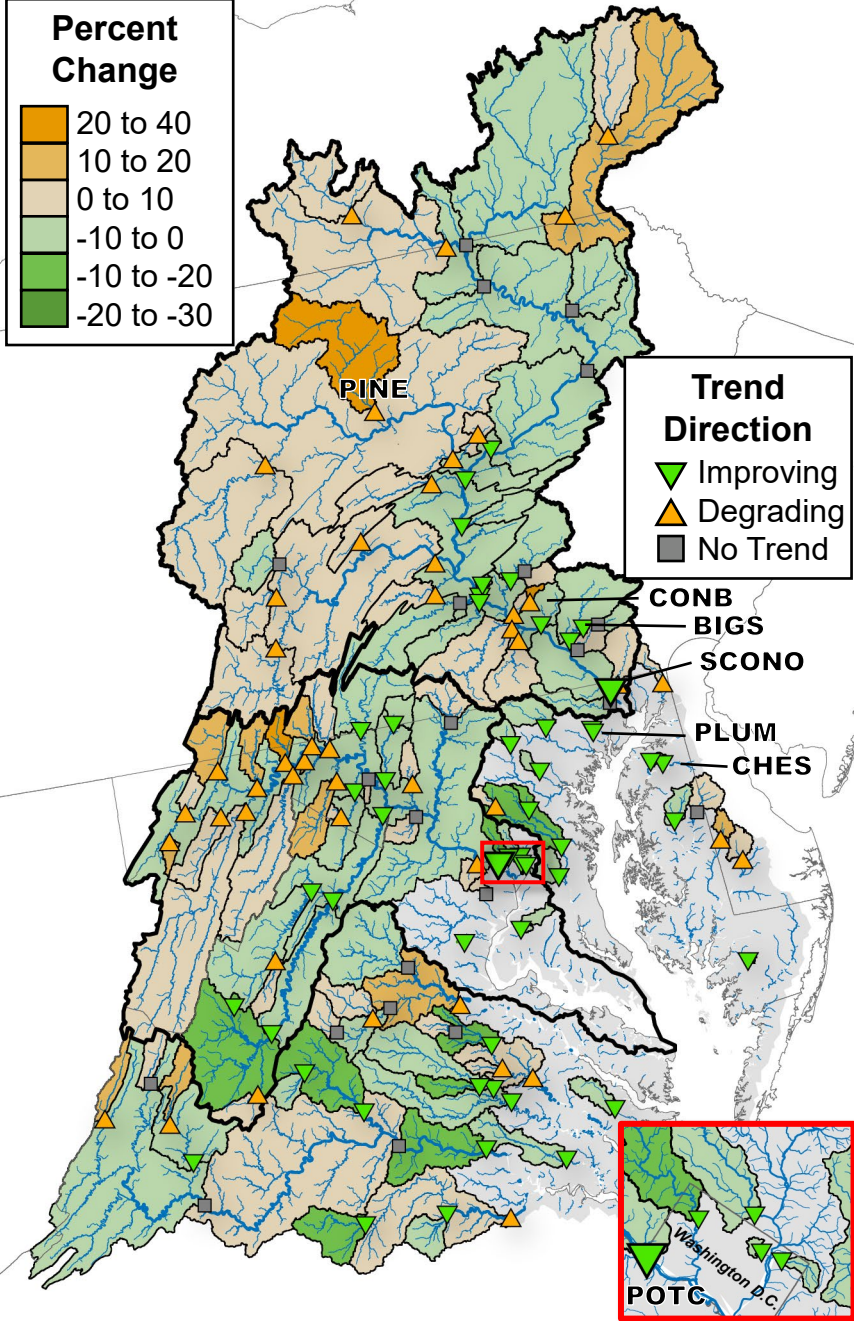 Percent
Change
20 to 40
10 to 20
0 to 10
-10 to 0
-10 to -20
-20 to -30
PINE
Trend
Direction
Improving
Degrading
No Trend
CONB
BIGS
SCONO
PLUM
CHES
Washington D.C.
POTC